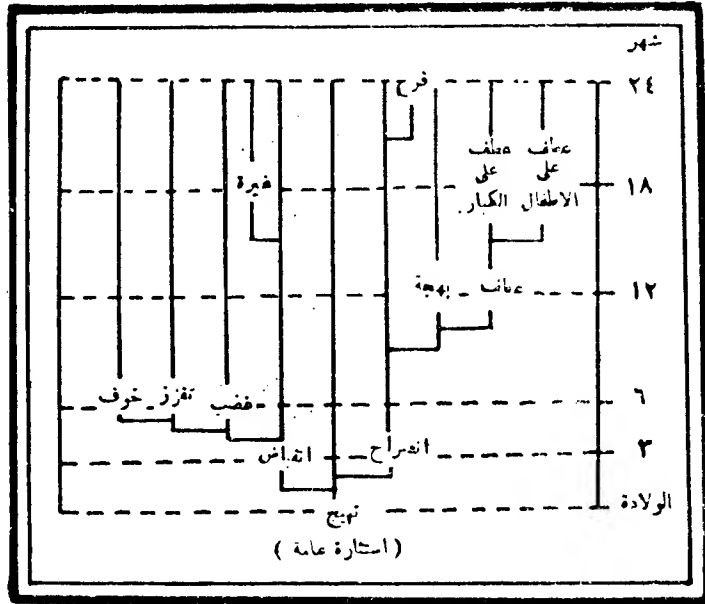 شهر
٢٤
فرح
عطف على الاطفال
عطف على الكبار
غيرة
١٨
١٢
عطف
بهجة
٦
غضب
تقزز
خوف
٣
انشراح
انقباض
الولادة
تهيج
( استثارة عامة )